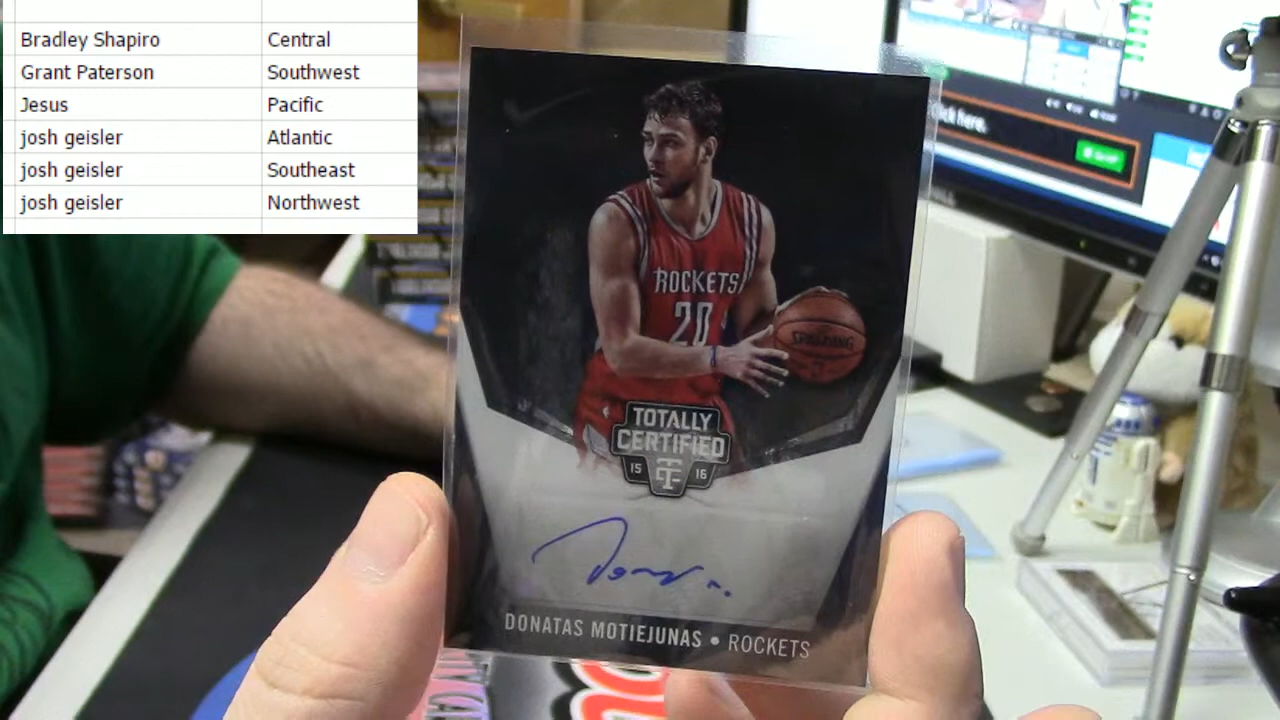 Bradley Shapiro Central
Grant Paterson Southwest
Jesus Pacific
josh geisler Atlantic
josh geisler Southeast
josh geisler Northwest
click here.
ROCKETS
20
SPALDING
TOTALLY
CERTIFIED
15 16
DONATAS MOTIEJUNAS • ROCKETS